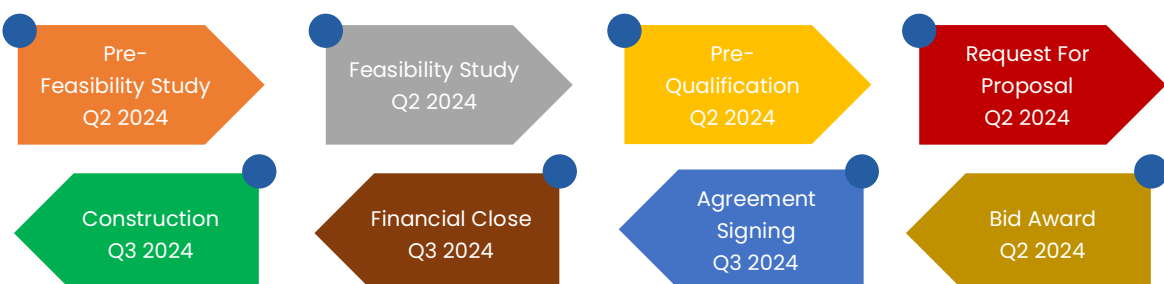 Pre-
Feasibility Study
Q2 2024
Feasibility Study
Q2 2024
Pre-
Qualification
Q2 2024
Request For
Proposal
Q2 2024
Bid Award
Q2 2024
Agreement
Signing
Q3 2024
Financial Close
Q3 2024
Construction
Q3 2024